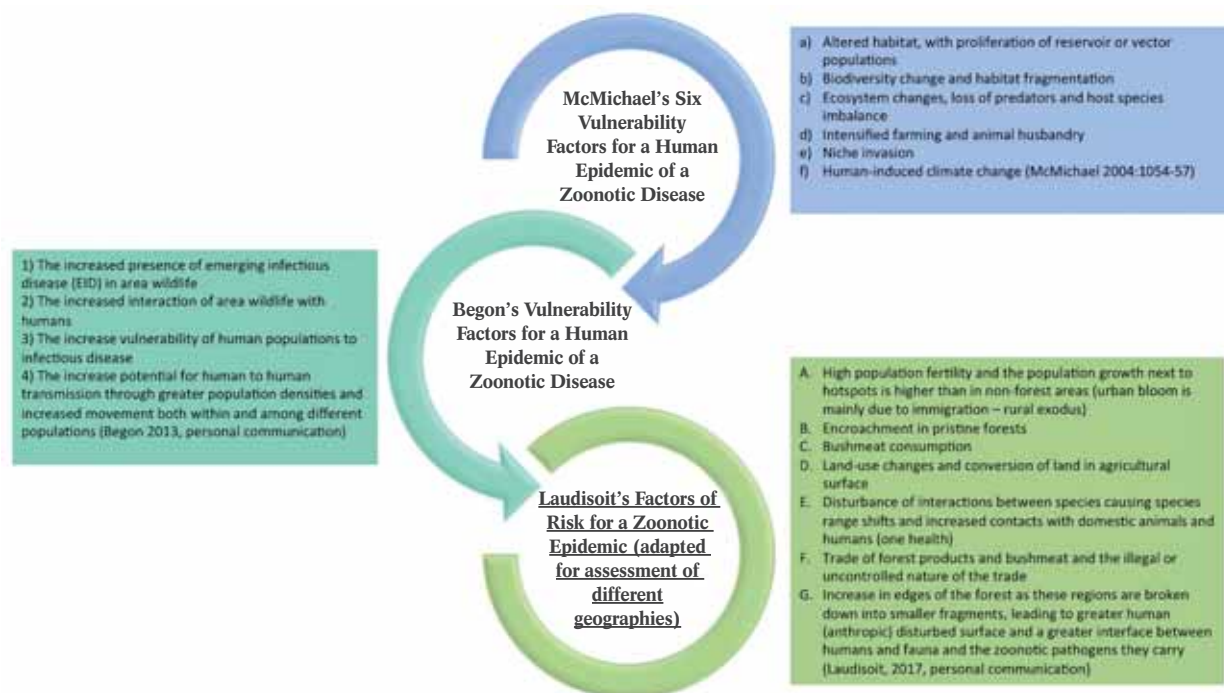 McMichael's Six
Vulnerability
Factors for a Human
Epidemic of a
Zoonotic Disease
a) Altered habitat, with proliferation of reservoir or vector
populations
b) Biodiversity change and habitat fragmentation
c) Ecosystem changes, loss of predators and host species
imbalance
d) Intensified farming and animal husbandry
e) Niche invasion
f) Human-induced climate change (McMichael 2004:1054-57)
Begon's Vulnerability
Factors for a Human
Epidemic of a
Zoonotic Disease
1) The increased presence of emerging infectious
disease (EID) in area wildlife
2) The increased interaction of area wildlife with
humans
3) The increase vulnerability of human populations to
infectious disease
4) The increase potential for human to human
transmission through greater population densities and
increased movement both within and among different
populations (Begon 2013, personal communication)
Laudisoit's Factors of
Risk for a Zoonotic
Epidemic (adapted
for assessment of
different
geographies)
A. High population fertility and the population growth next to
hotspots is higher than in non-forest areas (urban bloom is
mainly due to immigration – rural exodus)
B. Encroachment in pristine forests
C. Bushmeat consumption
D. Land-use changes and conversion of land in agricultural
surface
E. Disturbance of interactions between species causing species
range shifts and increased contacts with domestic animals and
humans (one health)
F. Trade of forest products and bushmeat and the illegal or
uncontrolled nature of the trade
G. Increase in edges of the forest as these regions are broken
down into smaller fragments, leading to greater human
(anthropic) disturbed surface and a greater interface between
humans and fauna and the zoonotic pathogens they carry
(Laudisoit, 2017, personal communication)